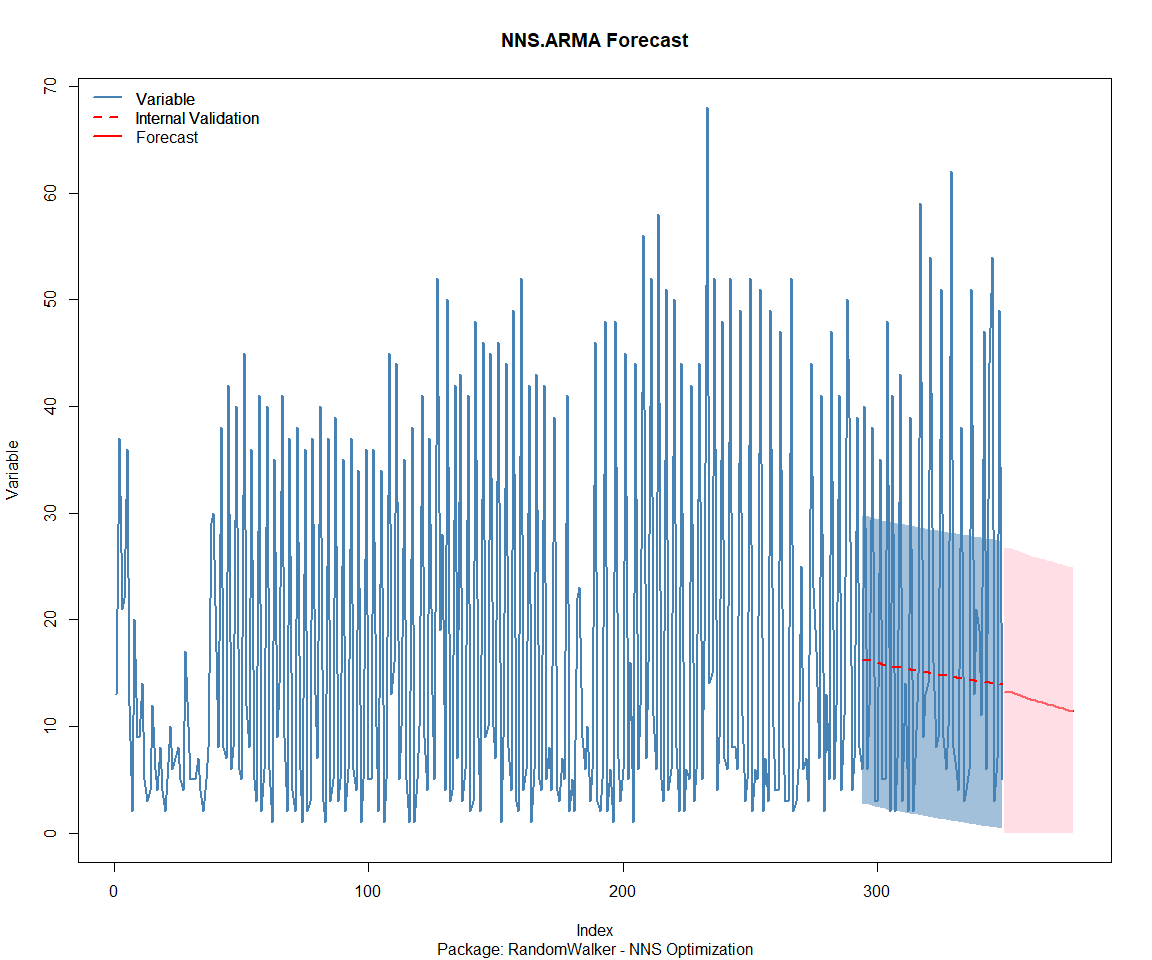 NNS.ARMA Forecast
Variable
Internal Validation
Forecast
Variable
70
60
50
40
30
20
10
0
0
100
200
300
Index
Package: RandomWalker - NNS Optimization